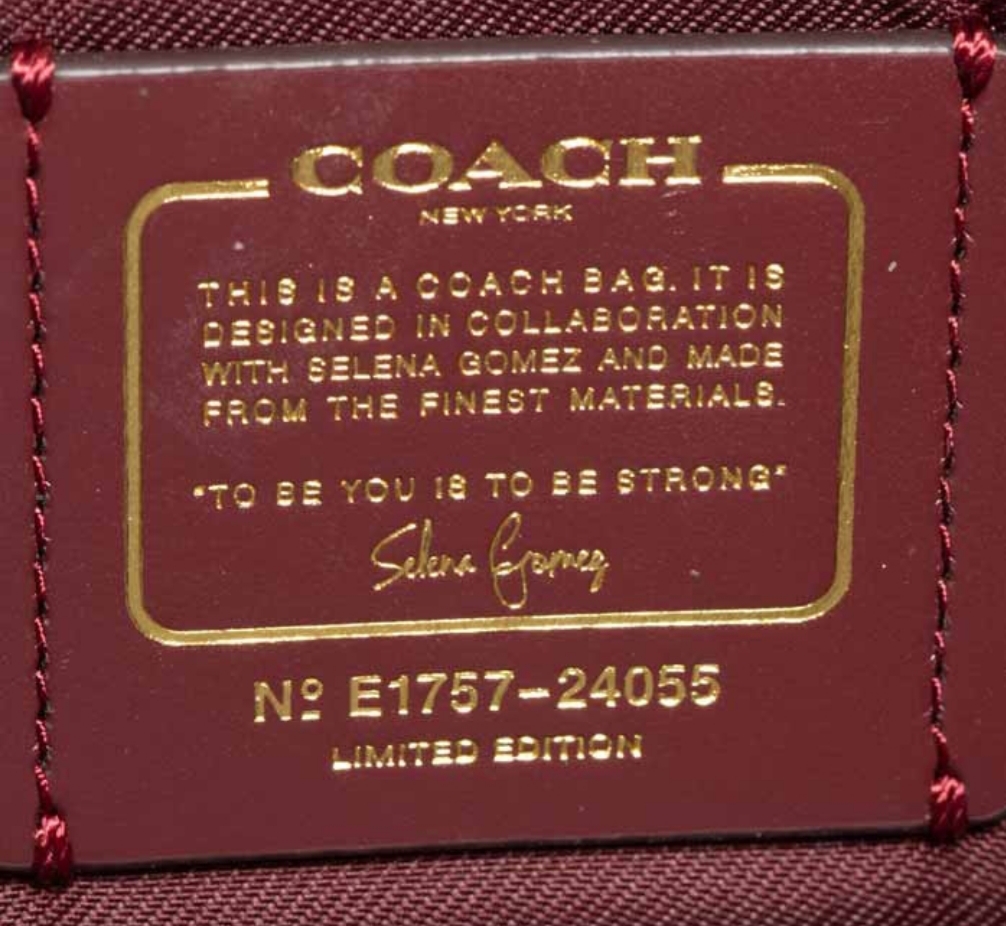 COACH
NEW YORK
THIS IS A COACH BAG. IT IS
DESIGNED IN COLLABORATION
WITH SELENA GOMEZ AND MADE
FROM THE FINEST MATERIALS.
"TO BE YOU IS TO BE STRONG"
Selena Gomez
Nº E1757-24055
LIMITED EDITION